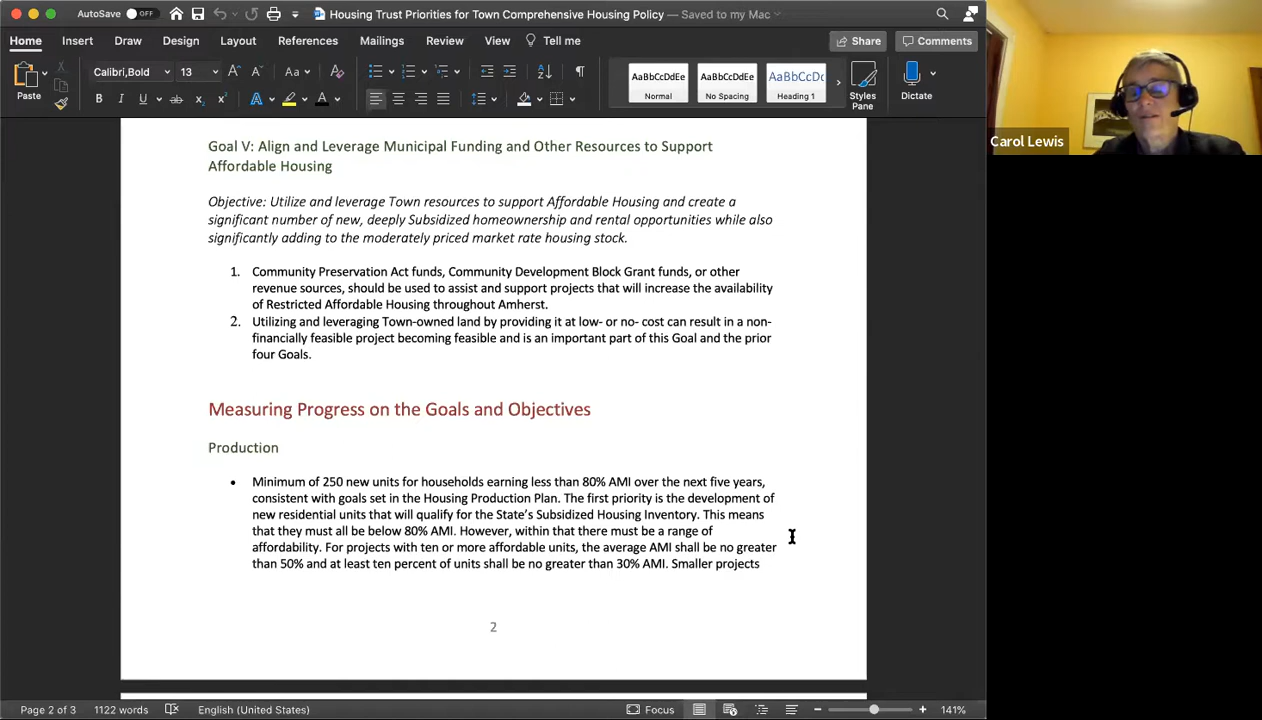 AutoSave OFF
Housing Trust Priorities for Town Comprehensive Housing Policy — Saved to my Mac
Home Insert Draw Design Layout References Mailings Review View Tell me Share Comments
Paste
Calibri,Bold 13 A A Aa A
B I U ab x₂ x² A A
AaBbCcDdEe AaBbCcDdEe AaBbCcDc
Normal No Spacing Heading 1
Styles Pane
Dictate
Goal V: Align and Leverage Municipal Funding and Other Resources to Support
Affordable Housing
Objective: Utilize and leverage Town resources to support Affordable Housing and create a
significant number of new, deeply Subsidized homeownership and rental opportunities while also
significantly adding to the moderately priced market rate housing stock.
1. Community Preservation Act funds, Community Development Block Grant funds, or other
revenue sources, should be used to assist and support projects that will increase the availability
of Restricted Affordable Housing throughout Amherst.
2. Utilizing and leveraging Town-owned land by providing it at low- or no- cost can result in a non-
financially feasible project becoming feasible and is an important part of this Goal and the prior
four Goals.
Measuring Progress on the Goals and Objectives
Production
• Minimum of 250 new units for households earning less than 80% AMI over the next five years,
consistent with goals set in the Housing Production Plan. The first priority is the development of
new residential units that will qualify for the State's Subsidized Housing Inventory. This means
that they must all be below 80% AMI. However, within that there must be a range of
affordability. For projects with ten or more affordable units, the average AMI shall be no greater
than 50% and at least ten percent of units shall be no greater than 30% AMI. Smaller projects
2
Page 2 of 3 1122 words English (United States) Focus 141%
Carol Lewis